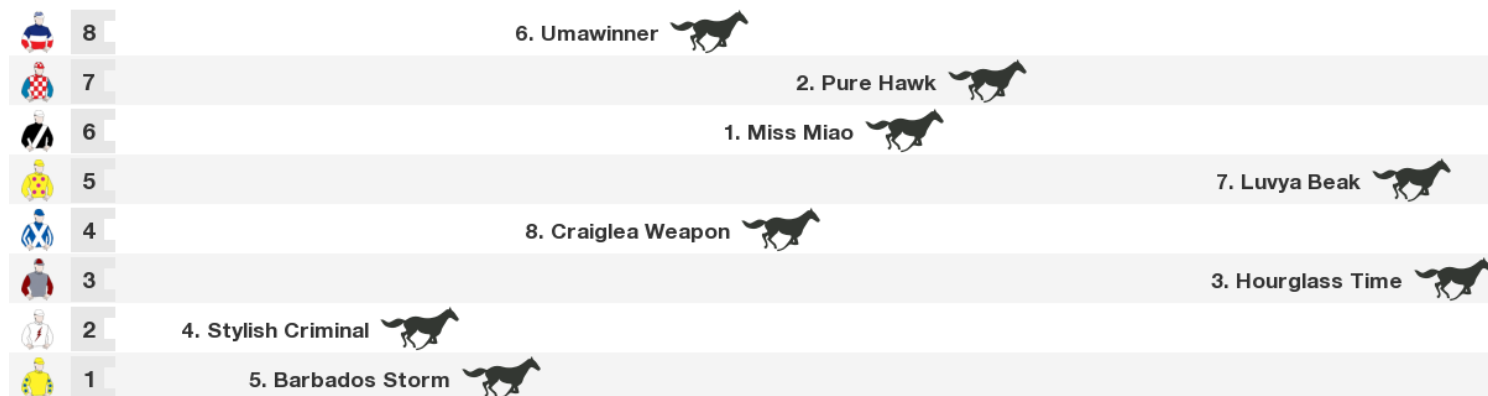 8 6. Umawinner
7 2. Pure Hawk
6 1. Miss Miao
5 7. Luvya Beak
4 8. Craiglea Weapon
3 3. Hourglass Time
2 4. Stylish Criminal
1 5. Barbados Storm